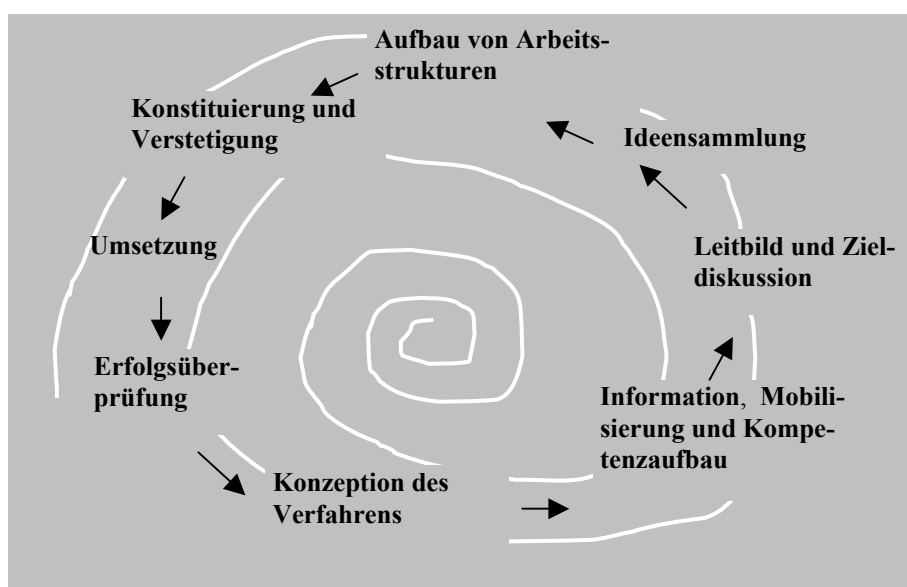 Aufbau von Arbeits-
strukturen
Konstituierung und
Verstetigung
Ideensammlung
Umsetzung
Leitbild und Ziel-
diskussion
Erfolgsüber-
prüfung
Information, Mobili-
sierung und Kompe-
tenzaufbau
Konzeption des
Verfahrens